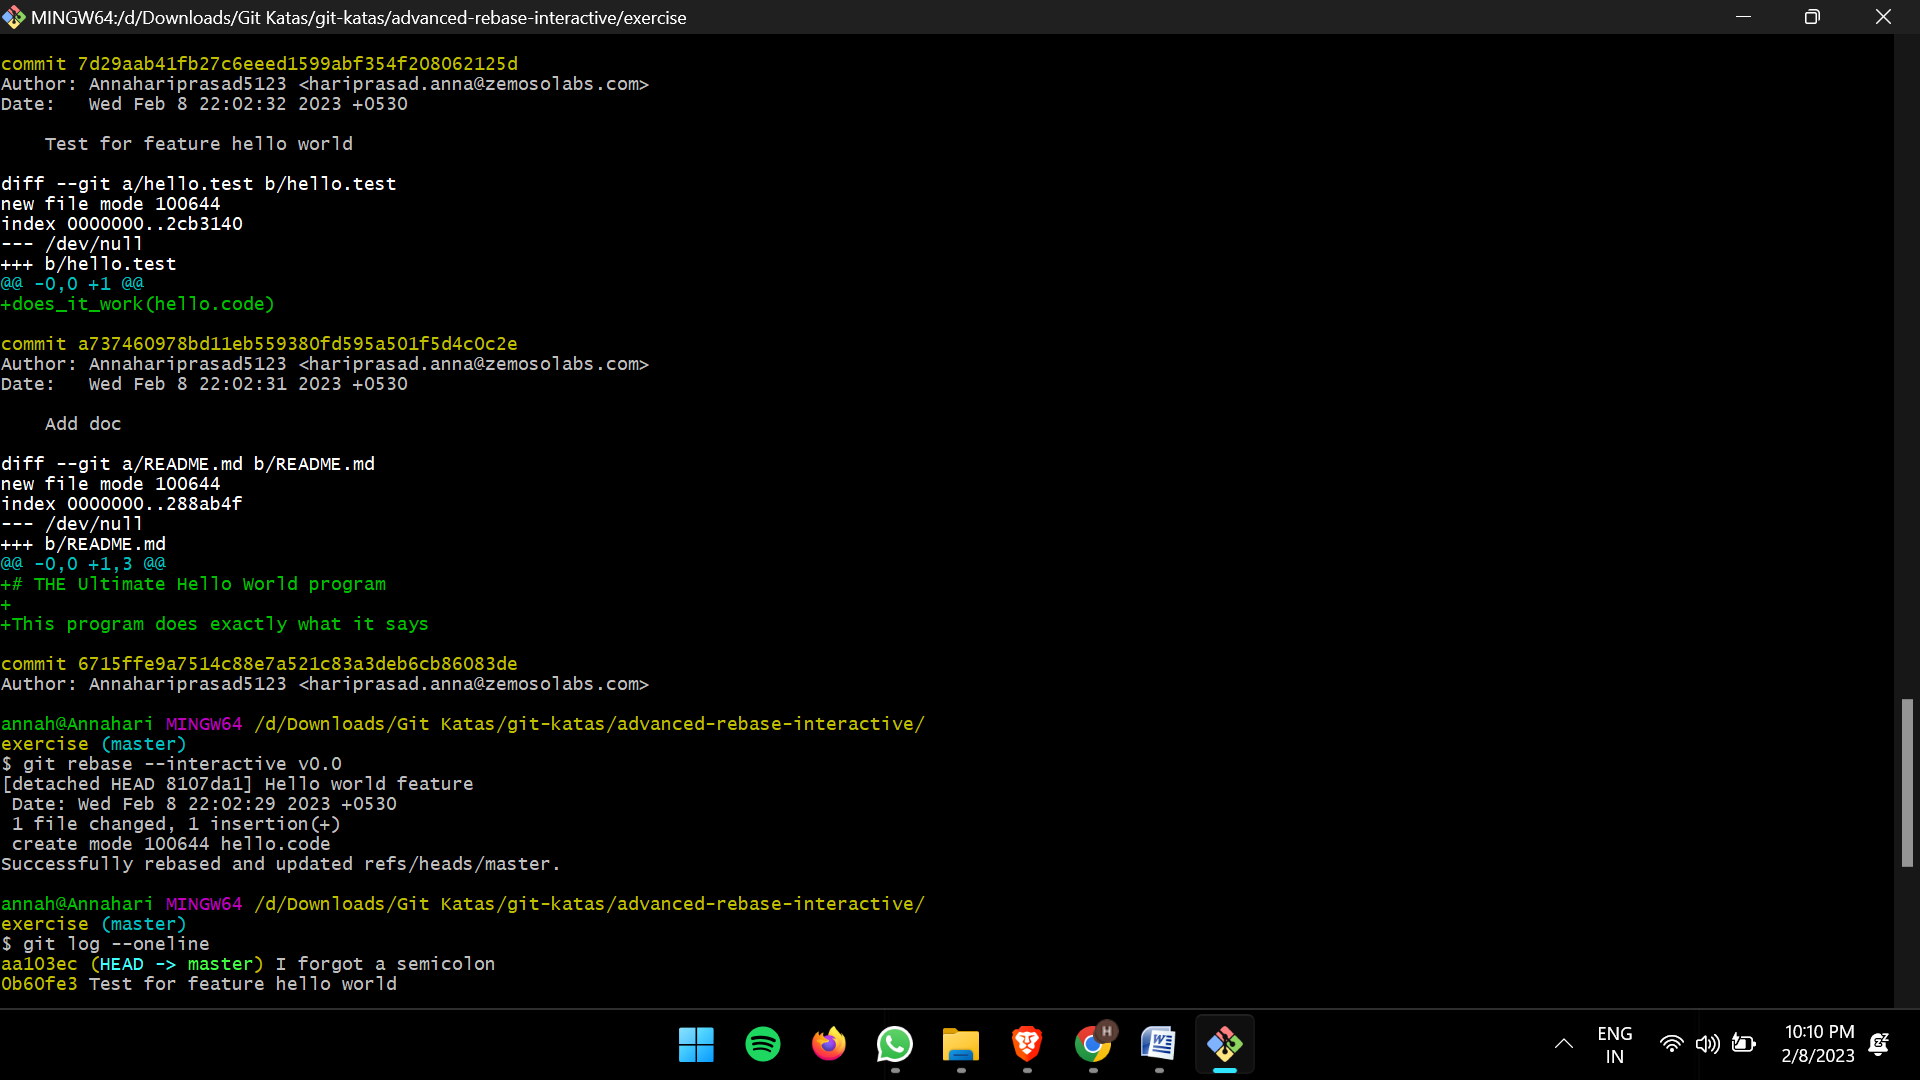 MINGW64:/d/Downloads/Git Katas/git-katas/advanced-rebase-interactive/exercise
commit 7d29aab41fb27c6eeed1599abf354f208062125d
Author: Annahariprasad5123 <hariprasad.anna@zemosolabs.com>
Date:   Wed Feb 8 22:02:32 2023 +0530
    Test for feature hello world
diff --git a/hello.test b/hello.test
new file mode 100644
index 0000000..2cb3140
--- /dev/null
+++ b/hello.test
@@ -0,0 +1 @@
+does_it_work(hello.code)
commit a737460978bd11eb559380fd595a501f5d4c0c2e
Author: Annahariprasad5123 <hariprasad.anna@zemosolabs.com>
Date:   Wed Feb 8 22:02:31 2023 +0530
    Add doc
diff --git a/README.md b/README.md
new file mode 100644
index 0000000..288ab4f
--- /dev/null
+++ b/README.md
@@ -0,0 +1,3 @@
+# THE Ultimate Hello World program
+
+This program does exactly what it says
commit 6715ffe9a7514c88e7a521c83a3deb6cb86083de
Author: Annahariprasad5123 <hariprasad.anna@zemosolabs.com>
annah@Annahari MINGW64 /d/Downloads/Git Katas/git-katas/advanced-rebase-interactive/
exercise (master)
$ git rebase --interactive v0.0
[detached HEAD 8107da1] Hello world feature
 Date: Wed Feb 8 22:02:29 2023 +0530
 1 file changed, 1 insertion(+)
 create mode 100644 hello.code
Successfully rebased and updated refs/heads/master.
annah@Annahari MINGW64 /d/Downloads/Git Katas/git-katas/advanced-rebase-interactive/
exercise (master)
$ git log --oneline
aa103ec (HEAD -> master) I forgot a semicolon
0b60fe3 Test for feature hello world
H
W
ENG
IN
10:10 PM
2/8/2023